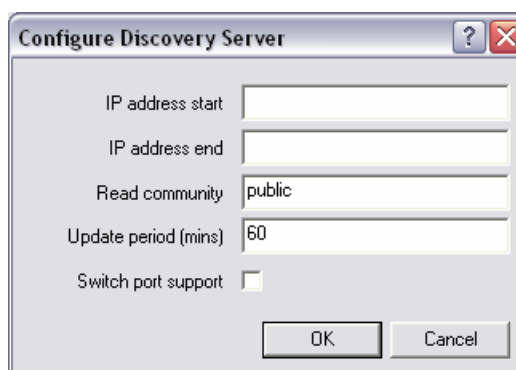 Configure Discovery Server
IP address start
IP address end
Read community public
Update period (mins) 60
Switch port support
OK Cancel